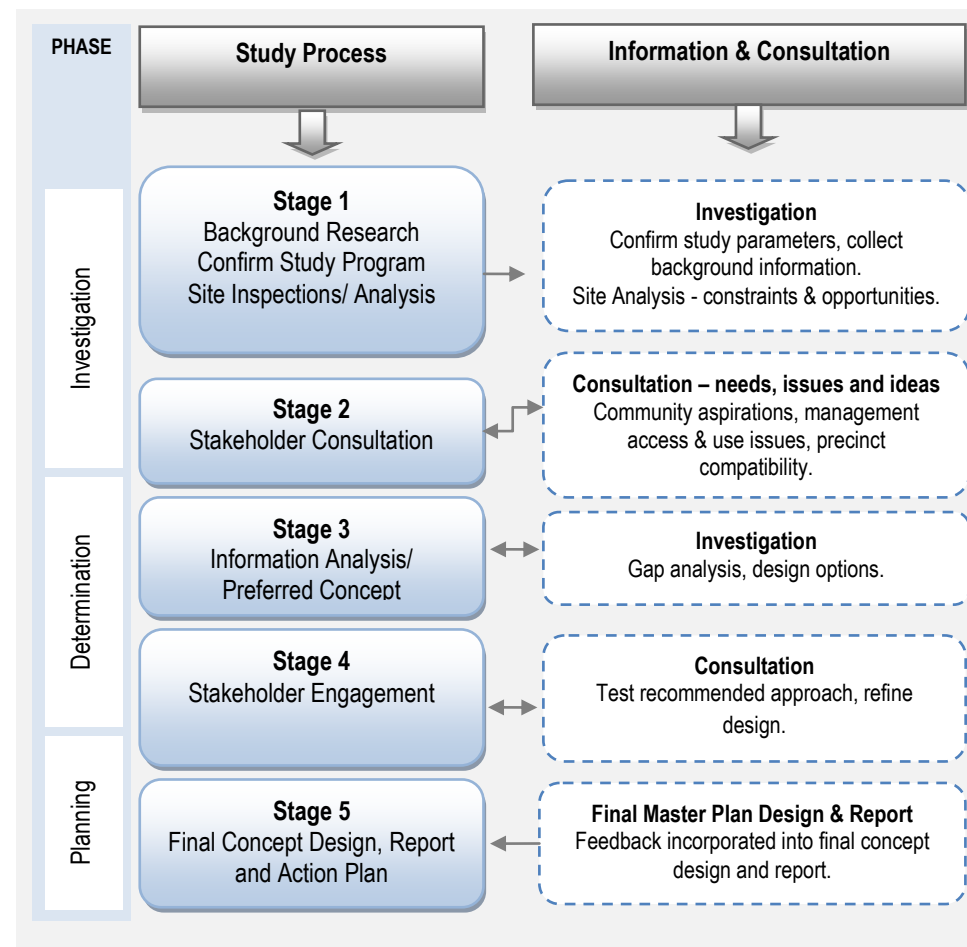 PHASE
Study Process
Information & Consultation
Investigation
Stage 1
Background Research
Confirm Study Program
Site Inspections/ Analysis
Investigation
Confirm study parameters, collect
background information.
Site Analysis - constraints & opportunities.
Stage 2
Stakeholder Consultation
Consultation – needs, issues and ideas
Community aspirations, management
access & use issues, precinct
compatibility.
Determination
Stage 3
Information Analysis/
Preferred Concept
Investigation
Gap analysis, design options.
Stage 4
Stakeholder Engagement
Consultation
Test recommended approach, refine
design.
Planning
Stage 5
Final Concept Design, Report
and Action Plan
Final Master Plan Design & Report
Feedback incorporated into final concept
design and report.